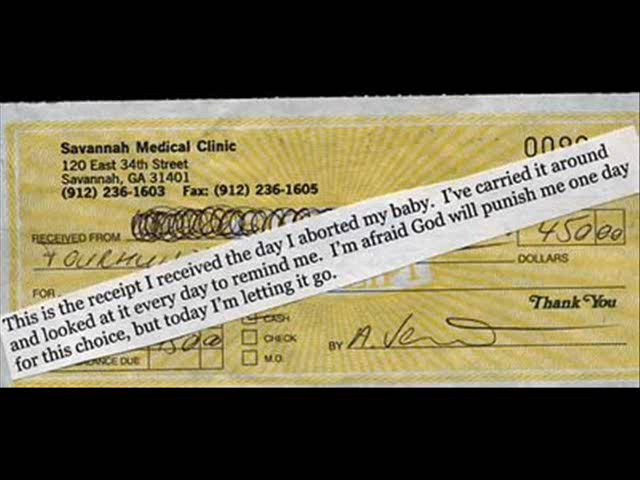 Savannah Medical Clinic
120 East 34th Street
Savannah, GA 31401
(912) 236-1603 Fax: (912) 236-1605
RECEIVED FROM
450 00
DOLLARS
FOR
This is the receipt I received the day I aborted my baby. I've carried it around
and looked at it every day to remind me. I'm afraid God will punish me one day
for this choice, but today I'm letting it go.
Thank You
CASH
CHECK
M.O.
DUE
BY